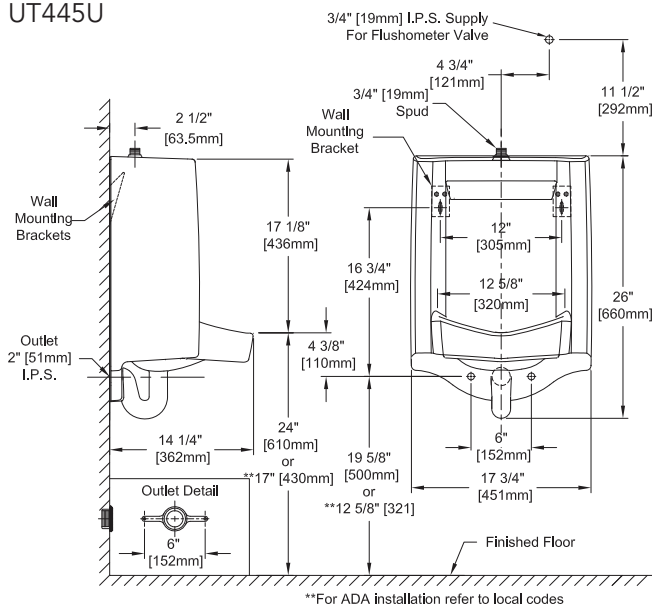 UT445U
3/4" [19mm] I.P.S. Supply
For Flushometer Valve
4 3/4"
[121mm]
11 1/2"
[292mm]
3/4" [19mm]
Spud
2 1/2"
[63.5mm]
Wall
Mounting
Bracket
Wall
Mounting
Brackets
17 1/8"
[436mm]
12"
[305mm]
16 3/4"
[424mm]
12 5/8"
[320mm]
26"
[660mm]
Outlet
2" [51mm]
I.P.S.
4 3/8"
[110mm]
14 1/4"
[362mm]
24"
[610mm]
or
**17" [430mm]
19 5/8"
[500mm]
or
**12 5/8" [321]
6"
[152mm]
17 3/4"
[451mm]
Outlet Detail
6"
[152mm]
Finished Floor
**For ADA installation refer to local codes